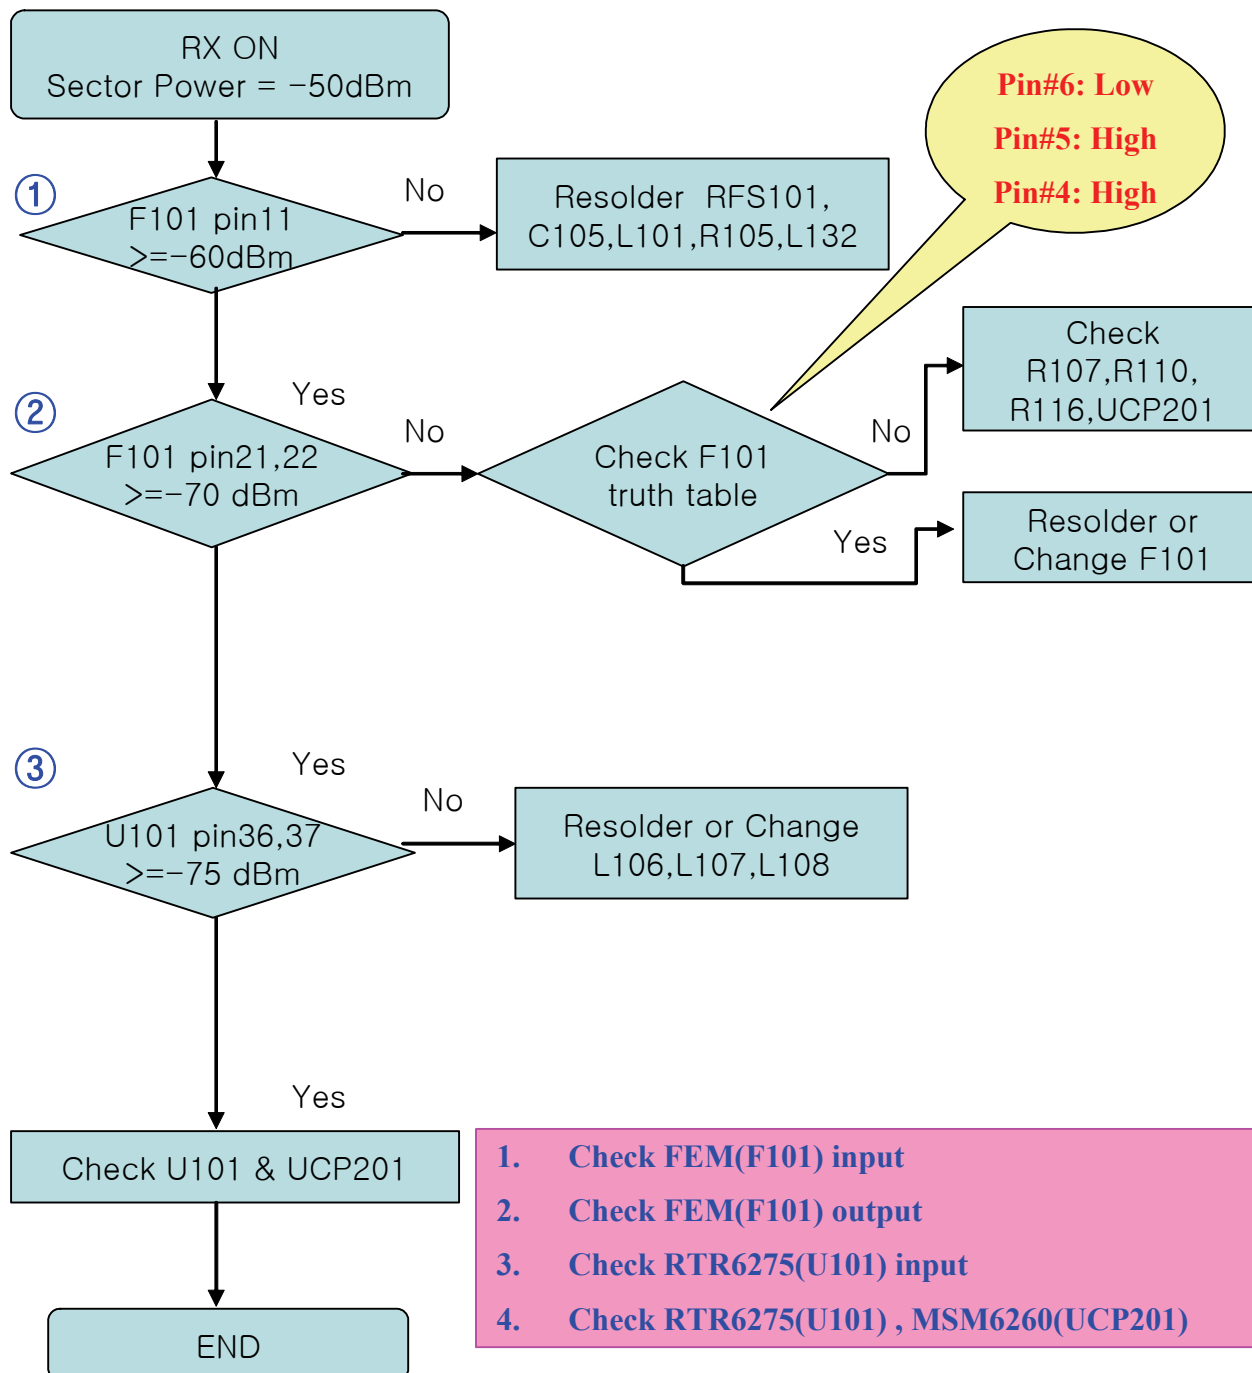 RX ON
Sector Power = -50dBm
Pin#6: Low
Pin#5: High
Pin#4: High
①
F101 pin11
>=-60dBm
No
Resolder RFS101,
C105,L101,R105,L132
Yes
②
F101 pin21,22
>=-70 dBm
No
Check F101
truth table
No
Check
R107,R110,
R116,UCP201
Yes
Resolder or
Change F101
Yes
③
U101 pin36,37
>=-75 dBm
No
Resolder or Change
L106,L107,L108
Yes
Check U101 & UCP201
END
1. Check FEM(F101) input
2. Check FEM(F101) output
3. Check RTR6275(U101) input
4. Check RTR6275(U101) , MSM6260(UCP201)